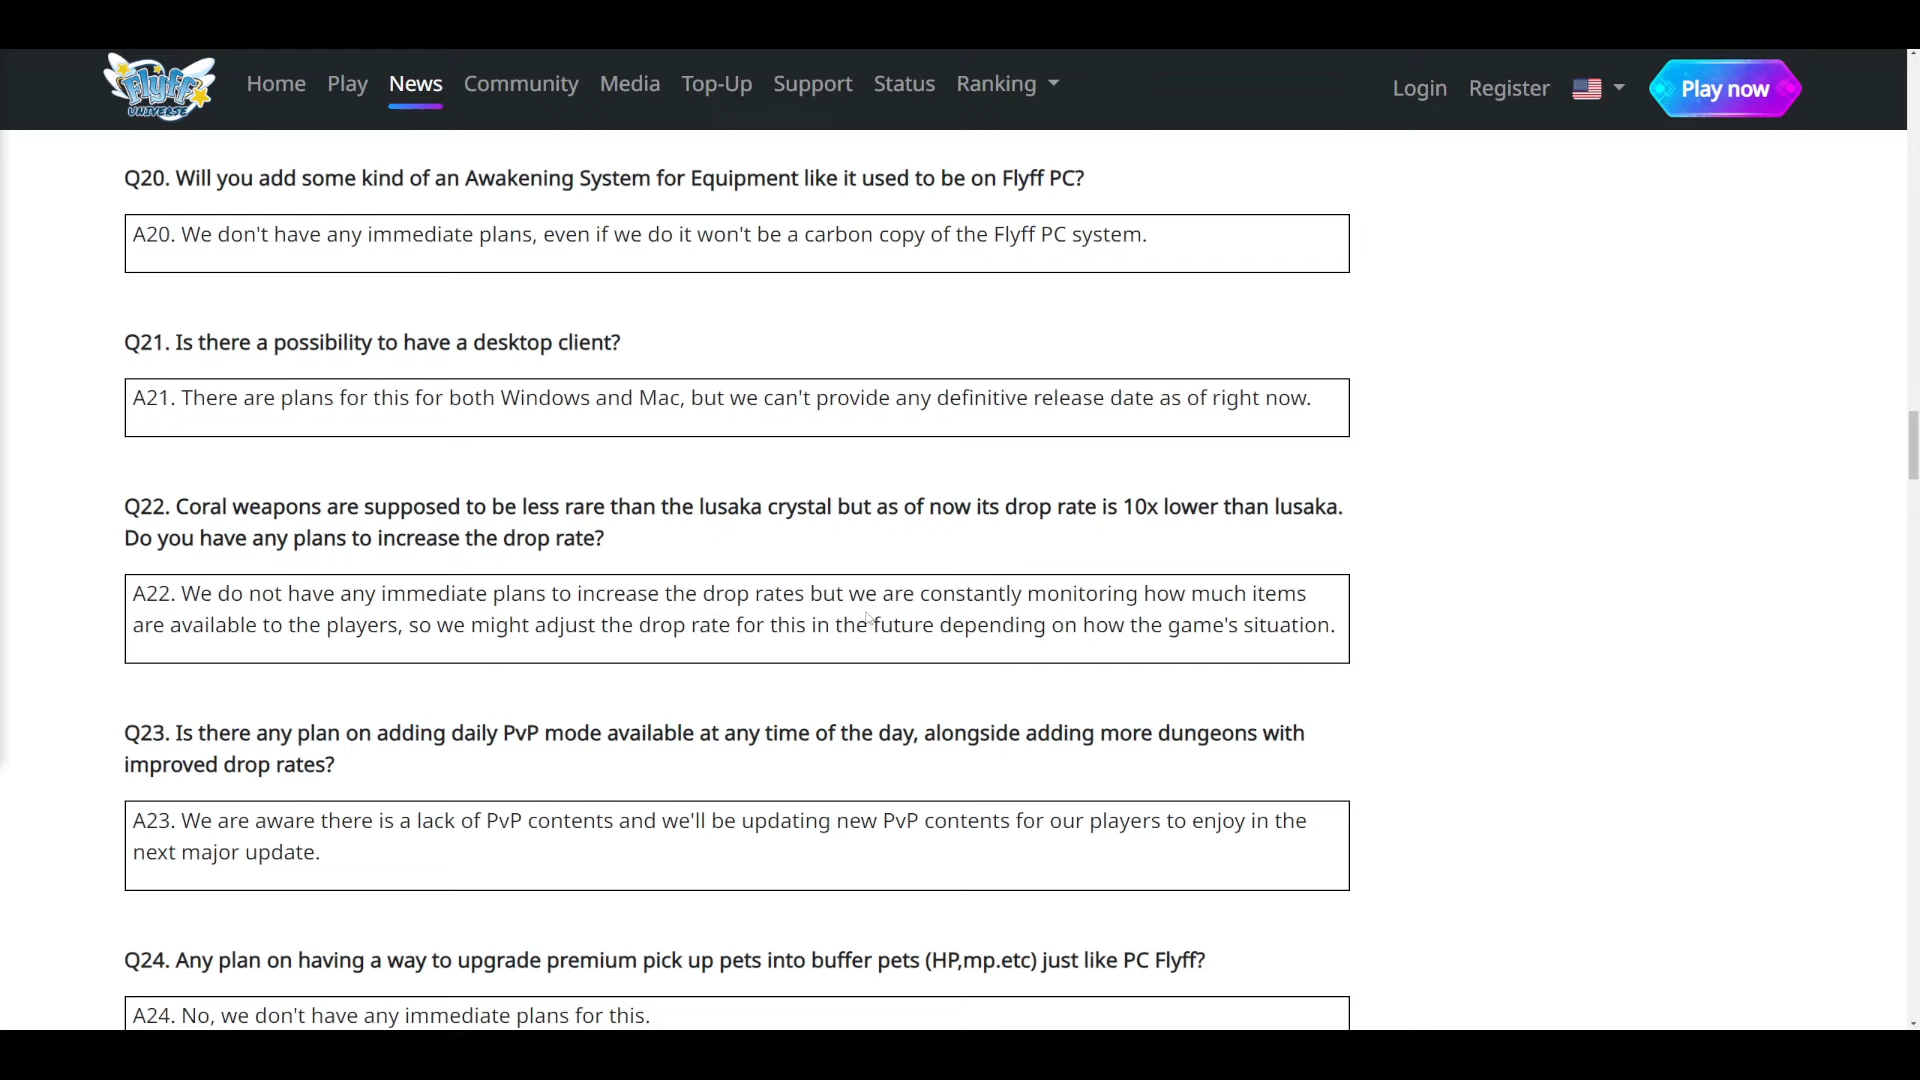 Flyff
UNIVERSE
Home Play News Community Media Top-Up Support Status Ranking Login Register Play now
Q20. Will you add some kind of an Awakening System for Equipment like it used to be on Flyff PC?
A20. We don't have any immediate plans, even if we do it won't be a carbon copy of the Flyff PC system.
Q21. Is there a possibility to have a desktop client?
A21. There are plans for this for both Windows and Mac, but we can't provide any definitive release date as of right now.
Q22. Coral weapons are supposed to be less rare than the lusaka crystal but as of now its drop rate is 10x lower than lusaka.
Do you have any plans to increase the drop rate?
A22. We do not have any immediate plans to increase the drop rates but we are constantly monitoring how much items
are available to the players, so we might adjust the drop rate for this in the future depending on how the game's situation.
Q23. Is there any plan on adding daily PvP mode available at any time of the day, alongside adding more dungeons with
improved drop rates?
A23. We are aware there is a lack of PvP contents and we'll be updating new PvP contents for our players to enjoy in the
next major update.
Q24. Any plan on having a way to upgrade premium pick up pets into buffer pets (HP,mp.etc) just like PC Flyff?
A24. No, we don't have any immediate plans for this.